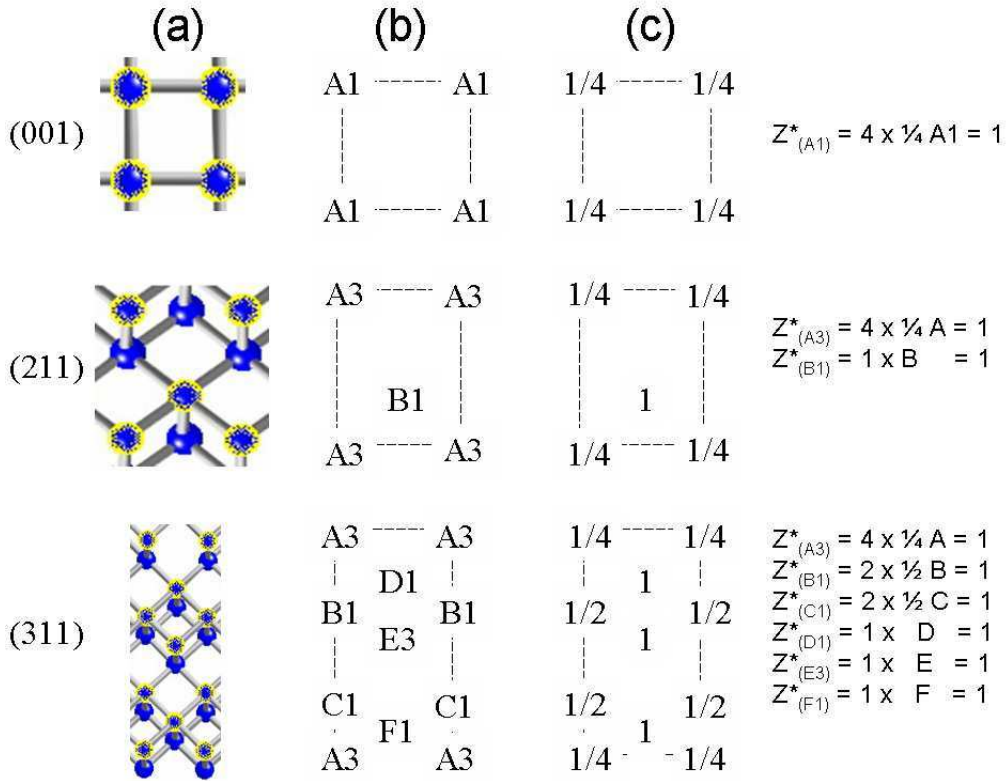 (a) (b) (c)
(001)
A1 A1 1/4 1/4
Z*(A1) = 4 x ¼ A1 = 1
A1 A1 1/4 1/4
(211)
A3 A3 1/4 1/4
Z*(A3) = 4 x ¼ A = 1
Z*(B1) = 1 x B = 1
B1 1
A3 A3 1/4 1/4
(311)
A3 A3 1/4 1/4
D1 1
B1 B1 1/2 1/2
E3 1
C1 C1 1/2 1/2
F1 1
A3 A3 1/4 1/4
Z*(A3) = 4 x ¼ A = 1
Z*(B1) = 2 x ½ B = 1
Z*(C1) = 2 x ½ C = 1
Z*(D1) = 1 x D = 1
Z*(E3) = 1 x E = 1
Z*(F1) = 1 x F = 1